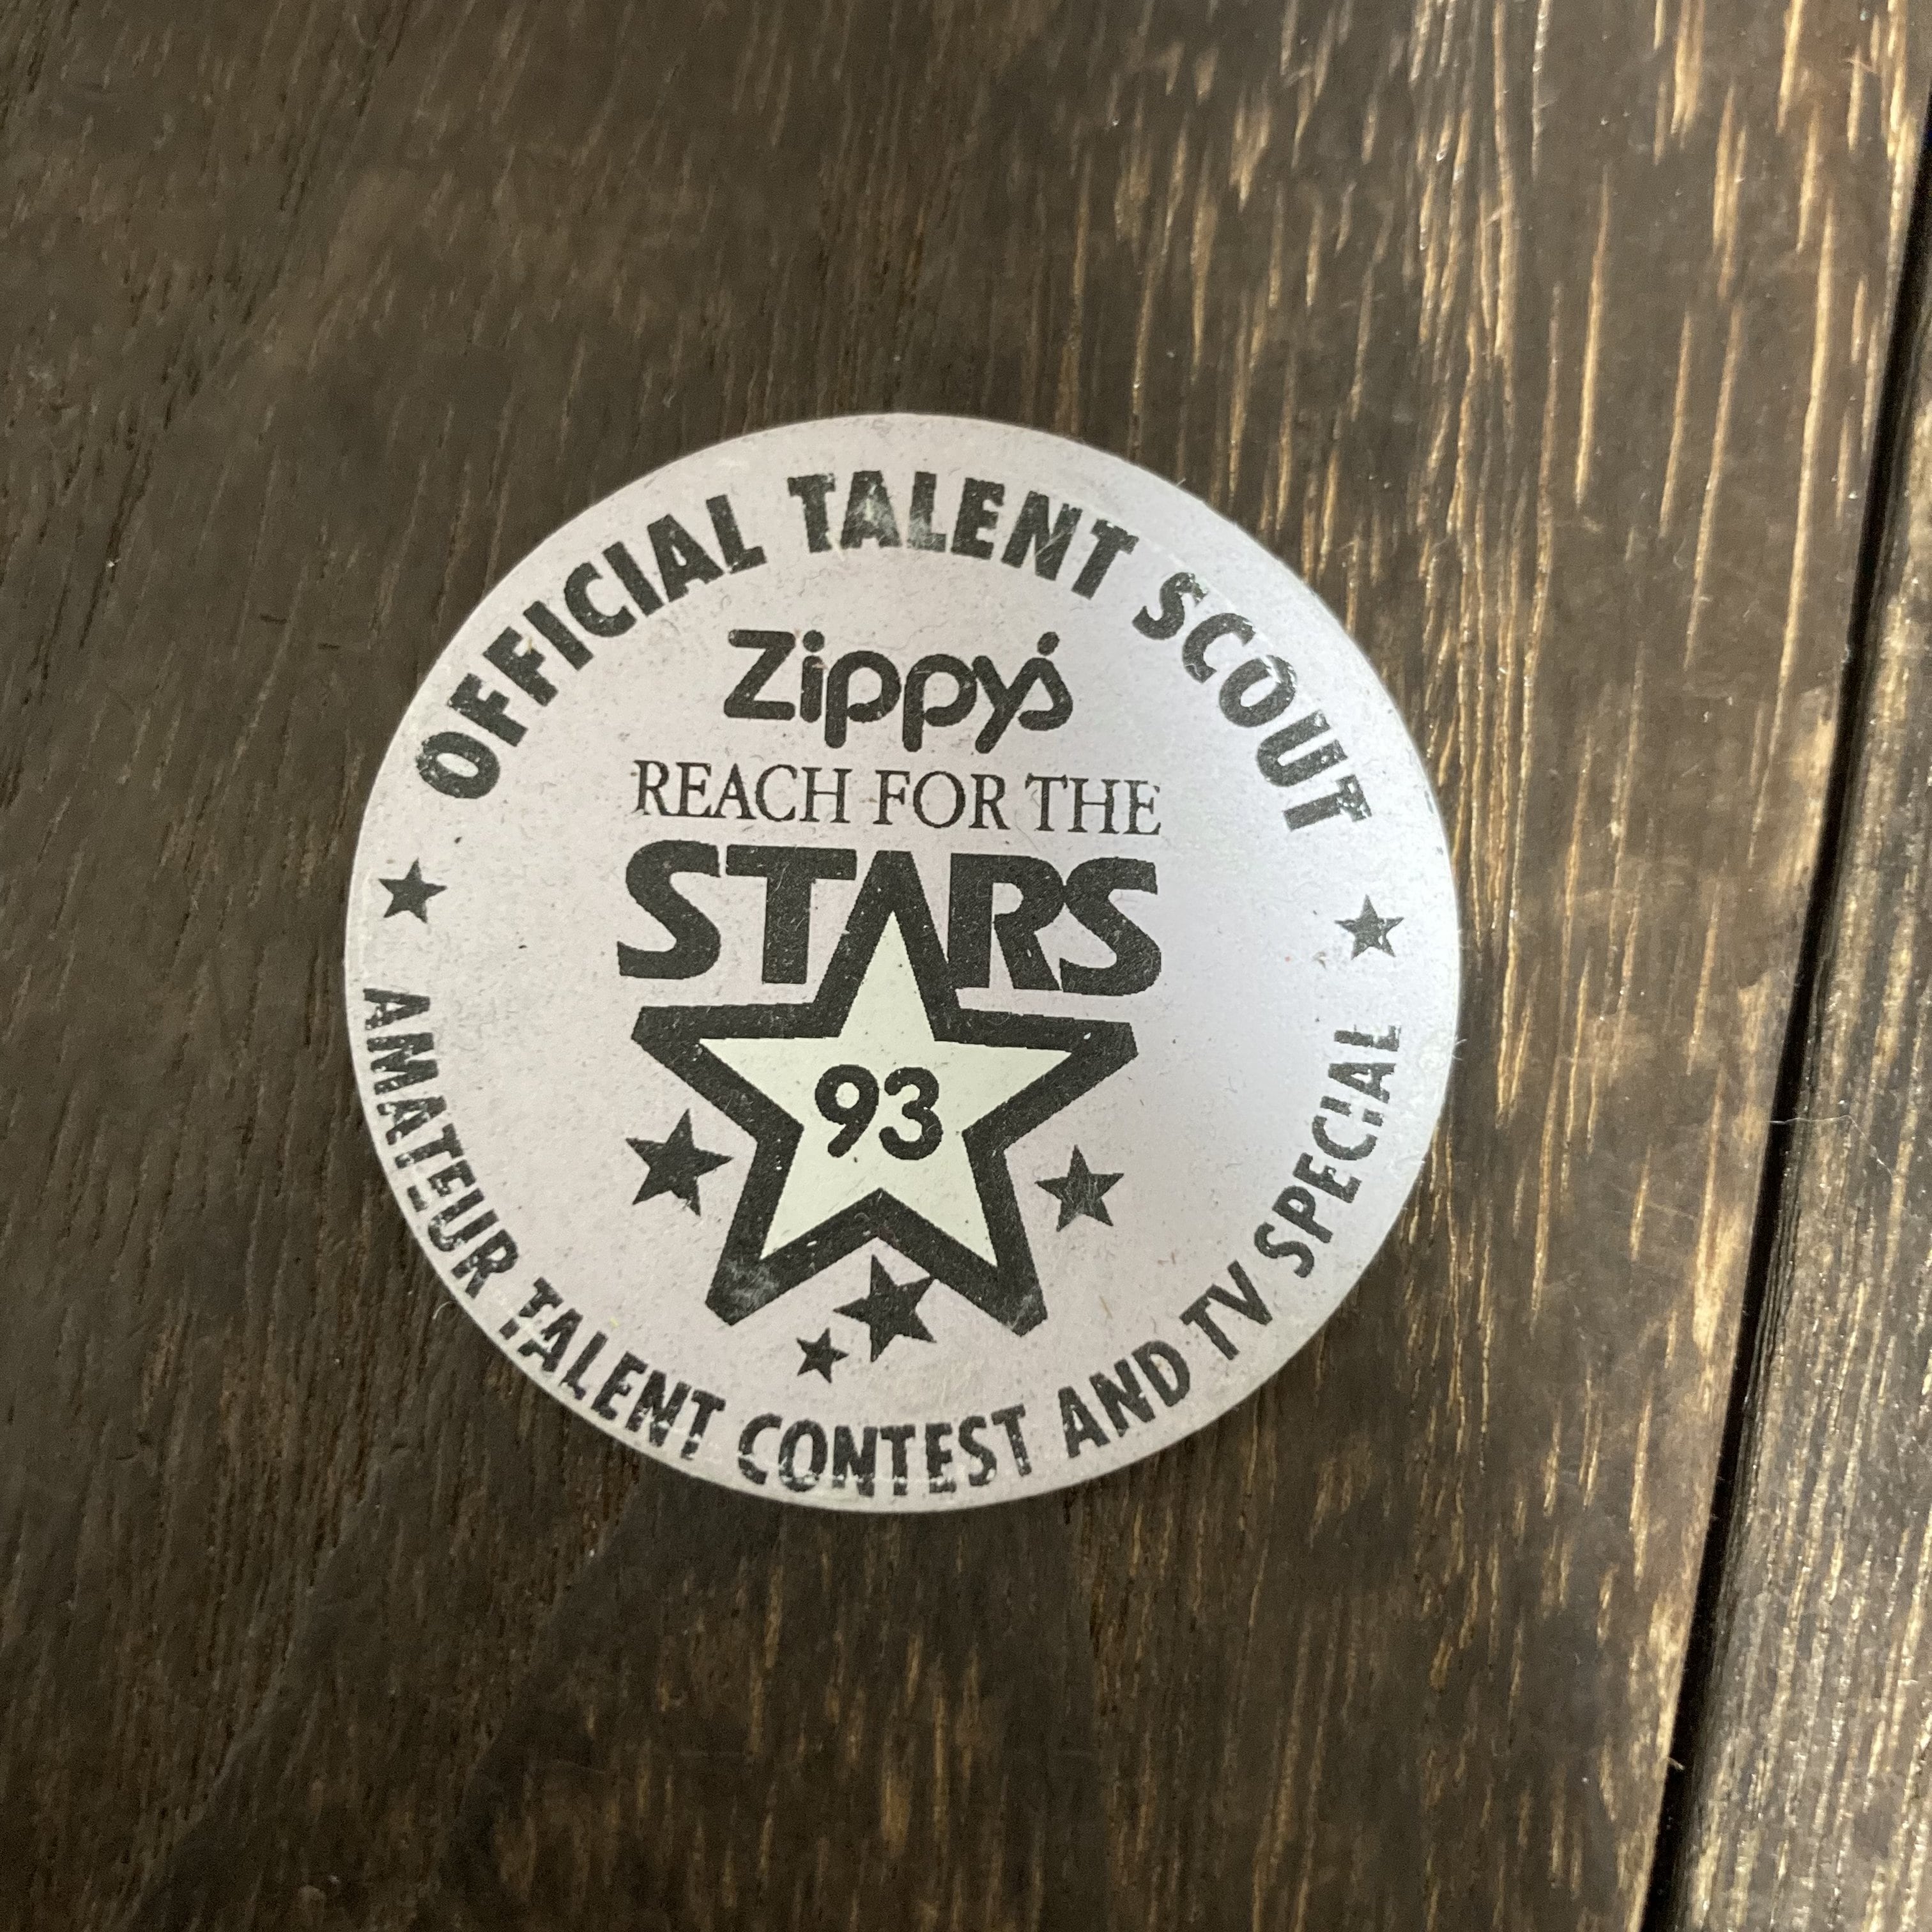 OFFICIAL TALENT SCOUT
Zippy's
REACH FOR THE
STARS
93
AMATEUR TALENT CONTEST AND TV SPECIAL